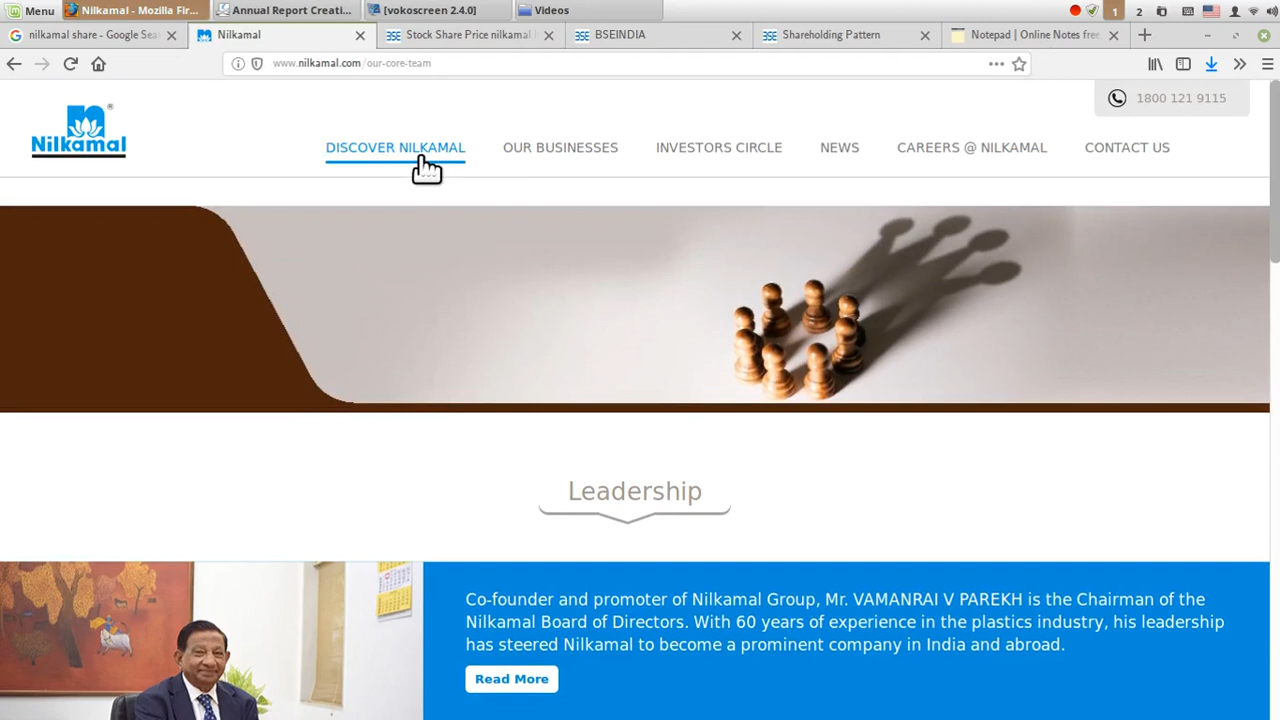 Menu
Nilkamal - Mozilla Fir...
Annual Report Creati...
[vokoscreen 2.4.0]
Videos
1
2
nilkamal share - Google Sea
Nilkamal
Stock Share Price nilkamal
BSEINDIA
Shareholding Pattern
Notepad | Online Notes free
www.nilkamal.com/our-core-team
1800 121 9115
Nilkamal
DISCOVER NILKAMAL
OUR BUSINESSES
INVESTORS CIRCLE
NEWS
CAREERS @ NILKAMAL
CONTACT US
Leadership
Co-founder and promoter of Nilkamal Group, Mr. VAMANRAI V PAREKH is the Chairman of the
Nilkamal Board of Directors. With 60 years of experience in the plastics industry, his leadership
has steered Nilkamal to become a prominent company in India and abroad.
Read More